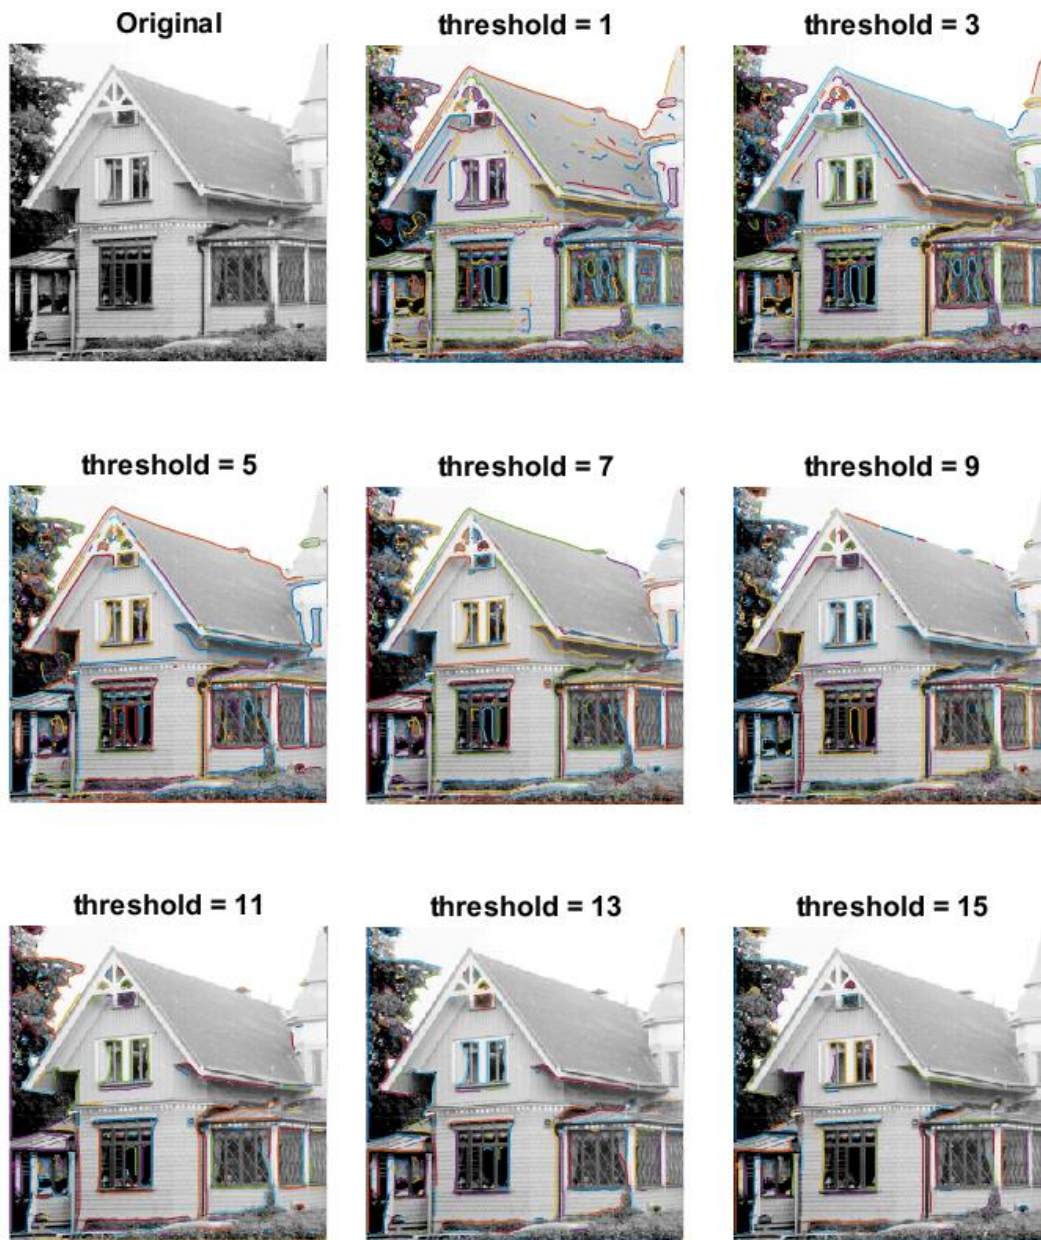 Original
threshold = 1
threshold = 3
threshold = 5
threshold = 7
threshold = 9
threshold = 11
threshold = 13
threshold = 15